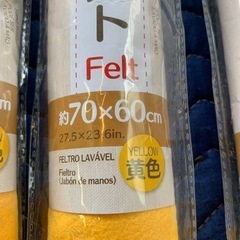 ト
Felt
約70×60cm
27.5×23.6in.
FELTRO LAVÁVEL
Fieltro
(Jabón de manos)
YELLOW
黄色
cm